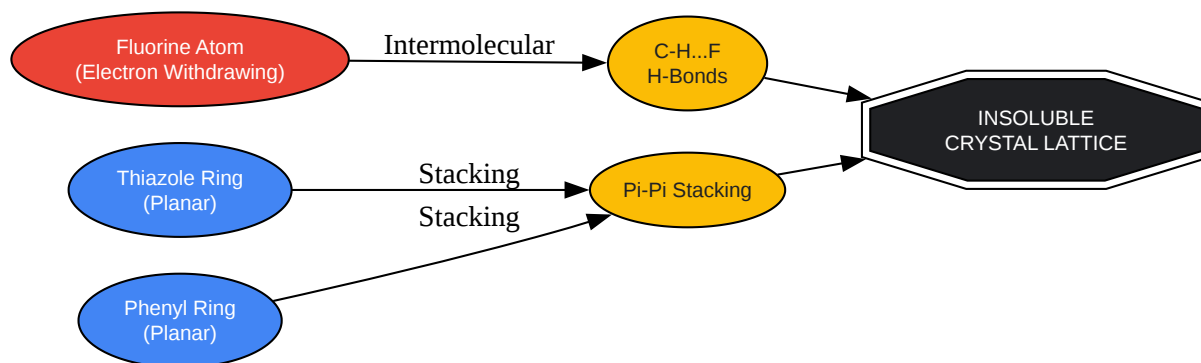 Fluorine Atom
(Electron Withdrawing)
Intermolecular
C-H...F
H-Bonds
INSOLUBLE
CRYSTAL LATTICE
Thiazole Ring
(Planar)
Stacking
Pi-Pi Stacking
Stacking
Phenyl Ring
(Planar)